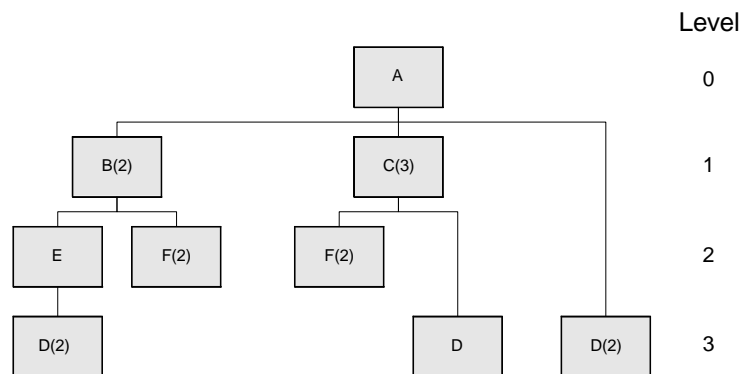 Level
A 0
B(2) C(3) 1
E F(2) F(2) 2
D(2) D D(2) 3